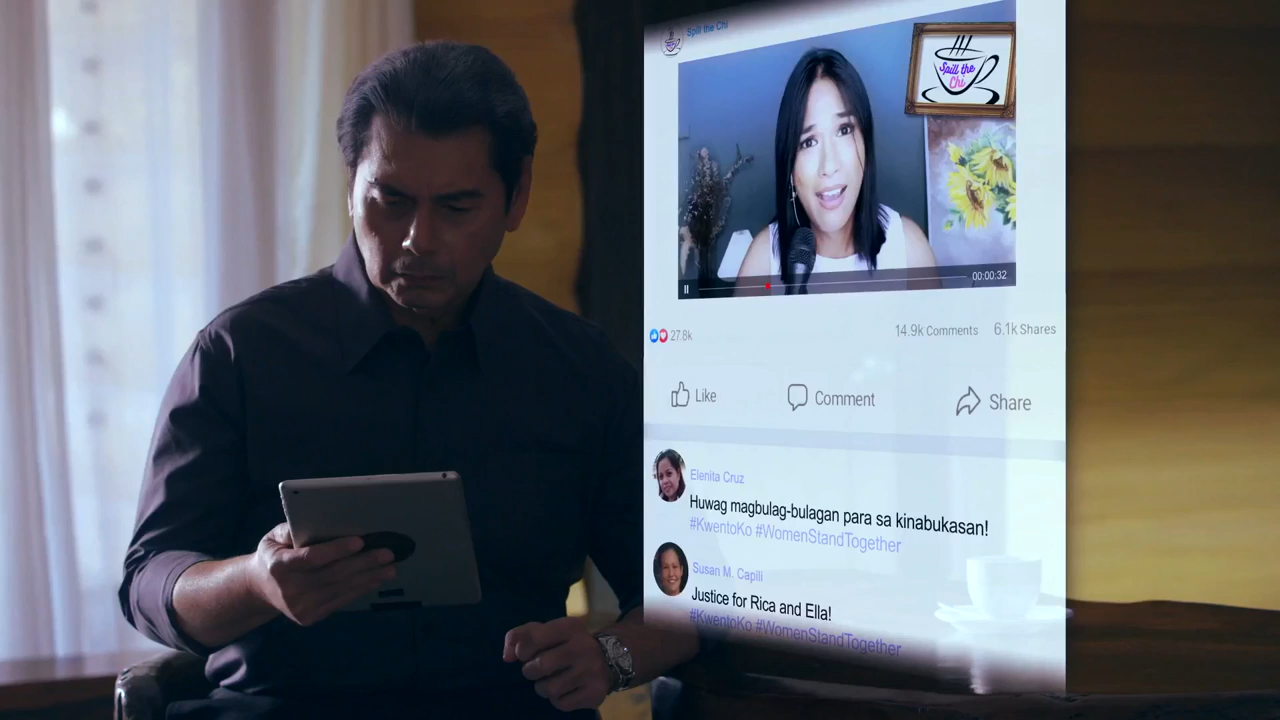 Spill the Chi
Spill the
Chi
00:00:32
27.8k
14.9k Comments
6.1k Shares
Like
Comment
Share
Elenita Cruz
Huwag magbulag-bulagan para sa kinabukasan!
#KwentoKo #WomenStandTogether
Susan M. Capili
Justice for Rica and Ella!
#KwentoKo #WomenStandTogether